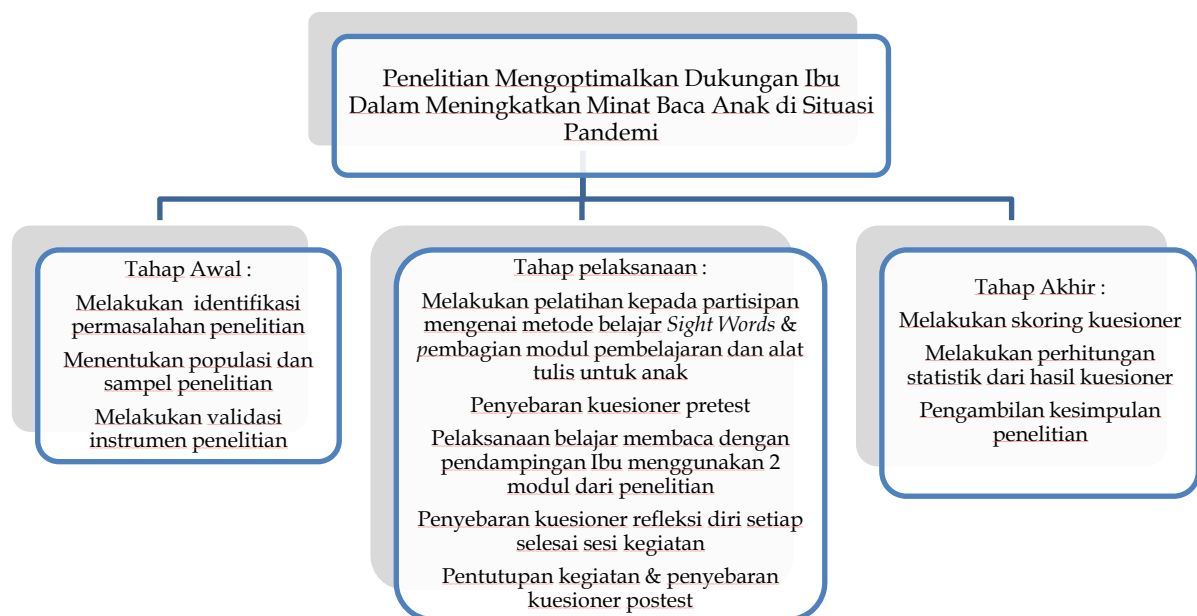 Penelitian Mengoptimalkan Dukungan Ibu
Dalam Meningkatkan Minat Baca Anak di Situasi
Pandemi
Tahap Awal :
Melakukan identifikasi
permasalahan penelitian
Menentukan populasi dan
sampel penelitian
Melakukan validasi
instrumen penelitian
Tahap pelaksanaan :
Melakukan pelatihan kepada partisipan
mengenai metode belajar Sight Words &
pembagian modul pembelajaran dan alat
tulis untuk anak
Penyebaran kuesioner pretest
Pelaksanaan belajar membaca dengan
pendampingan Ibu menggunakan 2
modul dari penelitian
Penyebaran kuesioner refleksi diri setiap
selesai sesi kegiatan
Pentutupan kegiatan & penyebaran
kuesioner postest
Tahap Akhir :
Melakukan skoring kuesioner
Melakukan perhitungan
statistik dari hasil kuesioner
Pengambilan kesimpulan
penelitian